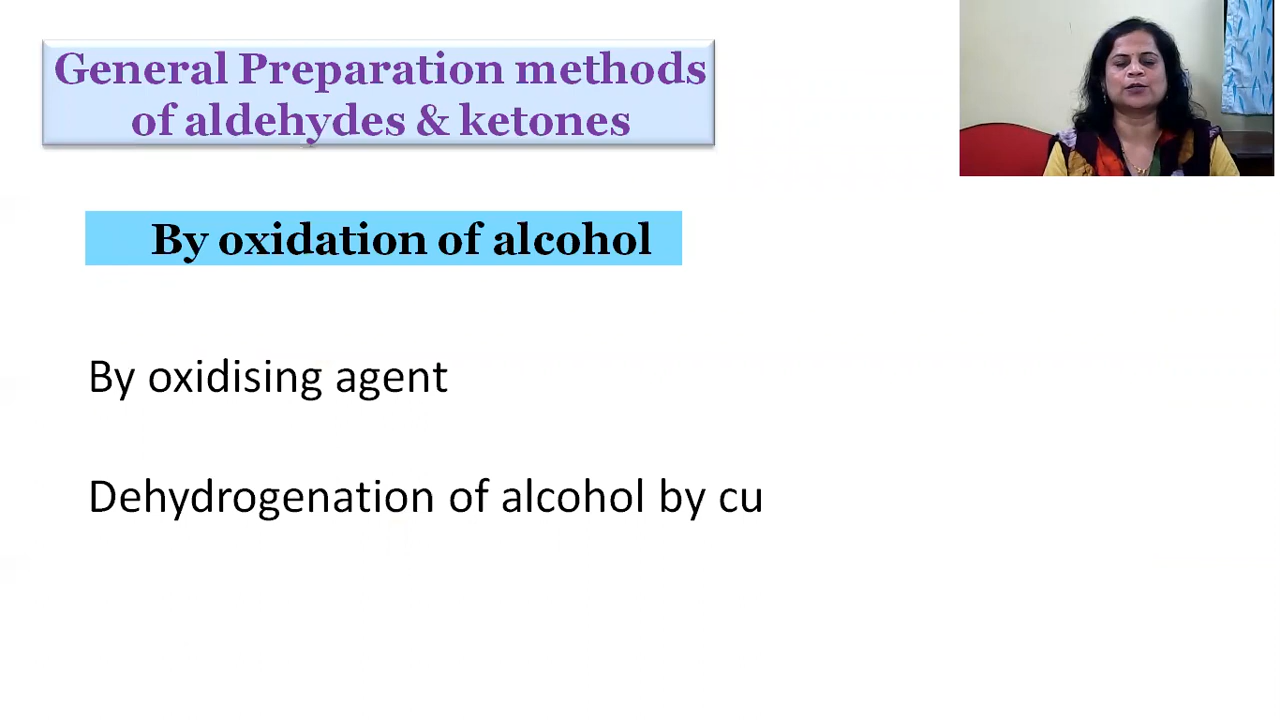 General Preparation methods
of aldehydes & ketones
By oxidation of alcohol
By oxidising agent
Dehydrogenation of alcohol by cu